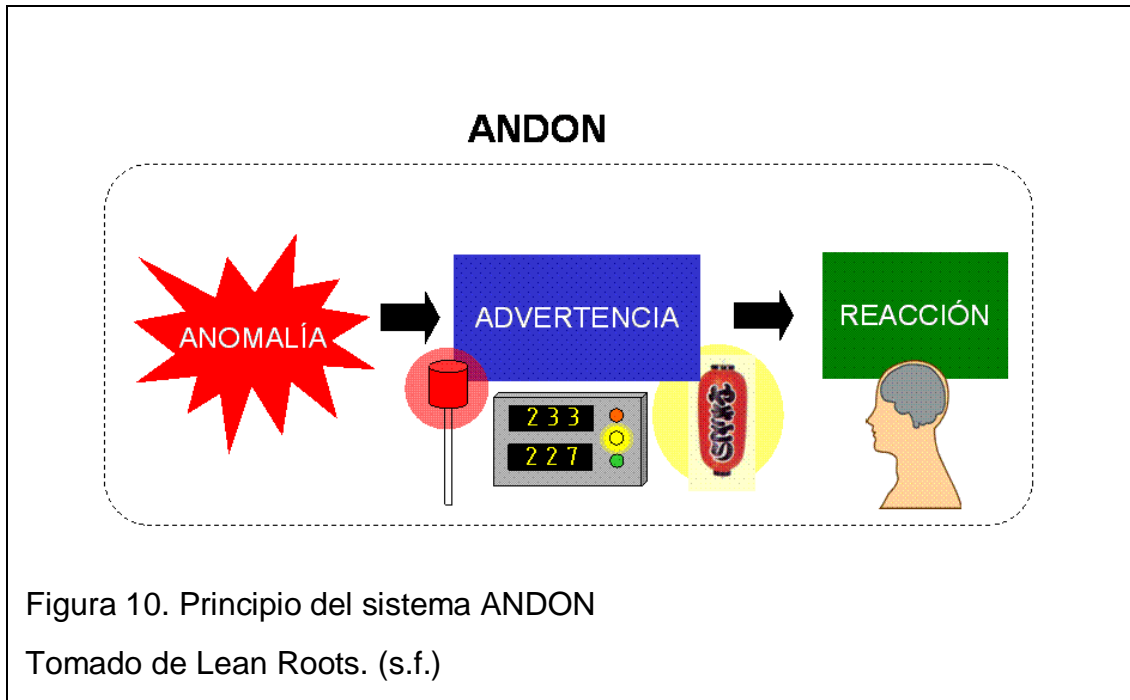 ANDON
ANOMALÍA
ADVERTENCIA
REACCIÓN
233
227
Figura 10. Principio del sistema ANDON
Tomado de Lean Roots. (s.f.)